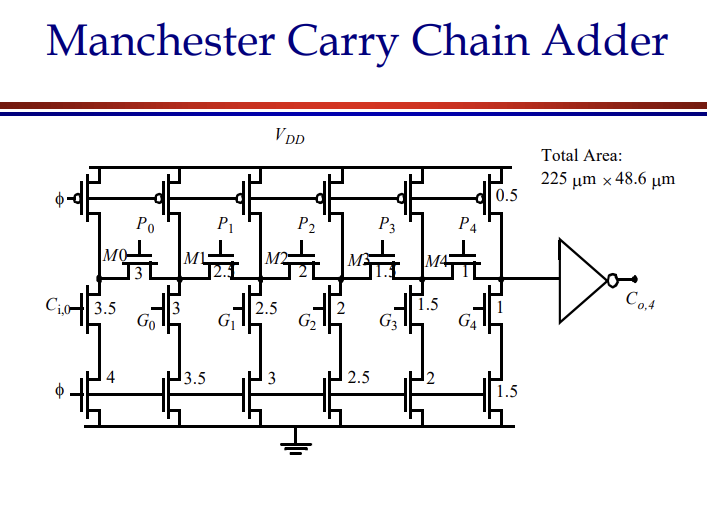 Manchester Carry Chain Adder
VDD
Total Area:
225 μm × 48.6 μm
ϕ
0.5
P0 P1 P2 P3 P4
M0 M1 M2 M3 M4
3 2.5 2 1.5 1
Ci,0 3.5 G0 3 G1 2.5 G2 2 G3 1.5 G4 1
Co,4
ϕ 4 3.5 3 2.5 2 1.5